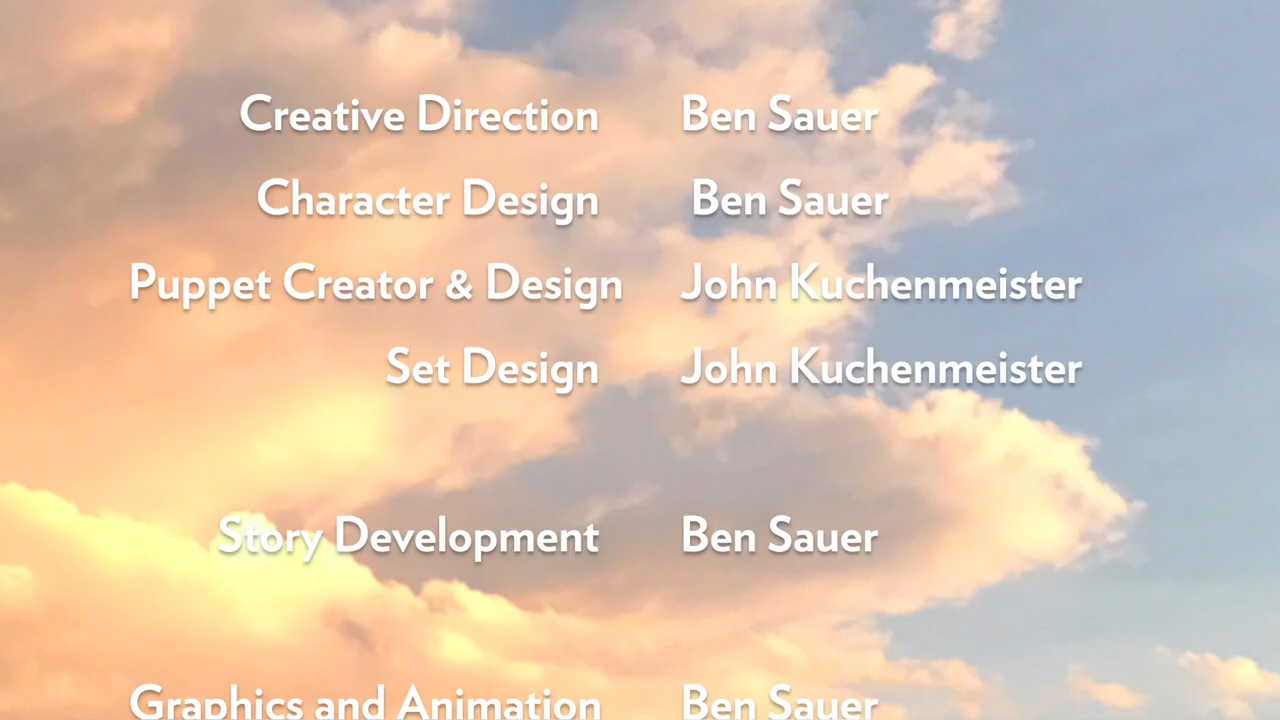 Creative Direction Ben Sauer
Character Design Ben Sauer
Puppet Creator & Design John Kuchenmeister
Set Design John Kuchenmeister
Story Development Ben Sauer
Graphics and Animation Ben Sauer